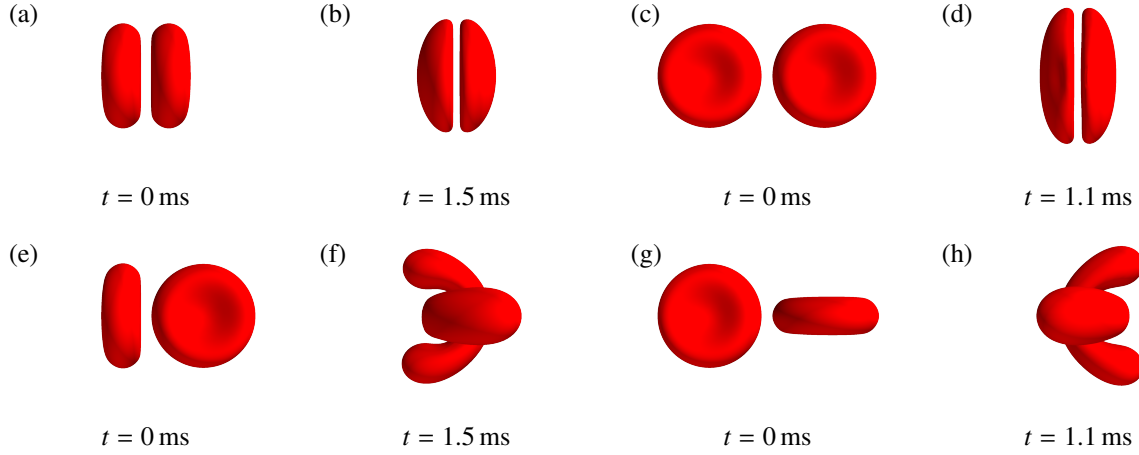 (a) (b) (c) (d)
t = 0 ms t = 1.5 ms t = 0 ms t = 1.1 ms
(e) (f) (g) (h)
t = 0 ms t = 1.5 ms t = 0 ms t = 1.1 ms